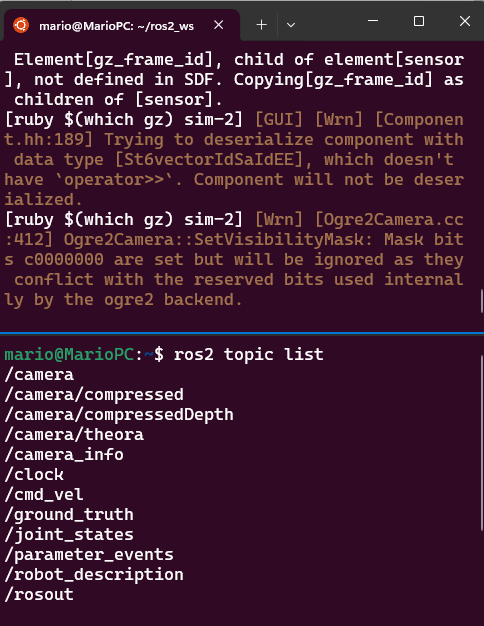 mario@MarioPC: ~/ros2_ws
Element[gz_frame_id], child of element[sensor
], not defined in SDF. Copying[gz_frame_id] as
children of [sensor].
[ruby $(which gz) sim-2] [GUI] [Wrn] [Componen
t.hh:189] Trying to deserialize component with
data type [St6vectorIdSaIdEE], which doesn't
have `operator>>`. Component will not be deser
ialized.
[ruby $(which gz) sim-2] [Wrn] [Ogre2Camera.cc
:412] Ogre2Camera::SetVisibilityMask: Mask bit
s c0000000 are set but will be ignored as they
conflict with the reserved bits used internal
ly by the ogre2 backend.
mario@MarioPC:~$ ros2 topic list
/camera
/camera/compressed
/camera/compressedDepth
/camera/theora
/camera_info
/clock
/cmd_vel
/ground_truth
/joint_states
/parameter_events
/robot_description
/rosout